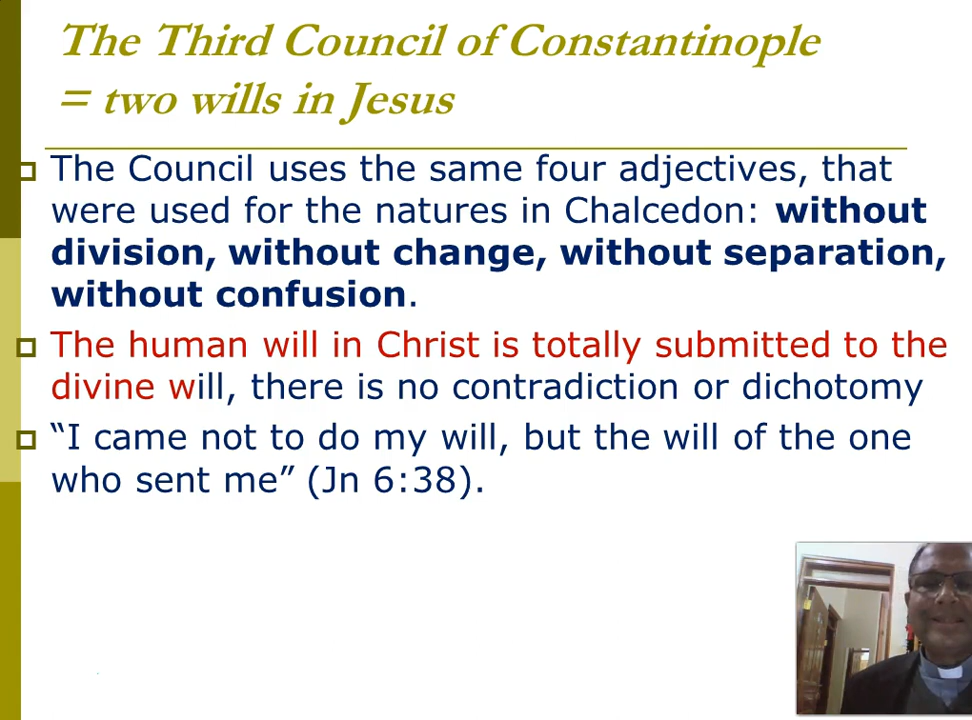 The Third Council of Constantinople
= two wills in Jesus
The Council uses the same four adjectives, that
were used for the natures in Chalcedon: without
division, without change, without separation,
without confusion.
The human will in Christ is totally submitted to the
divine will, there is no contradiction or dichotomy
“I came not to do my will, but the will of the one
who sent me” (Jn 6:38).